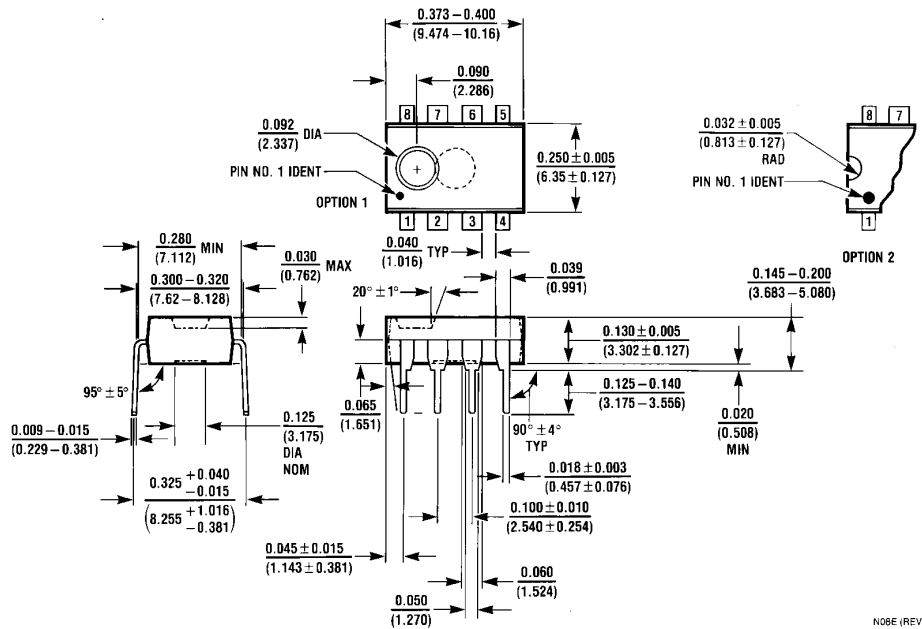 0.373 – 0.400
(9.474 – 10.16)
0.090
(2.286)
8 7 6 5
0.092 DIA
(2.337)
PIN NO. 1 IDENT
OPTION 1
1 2 3 4
0.250 ± 0.005
(6.35 ± 0.127)
0.032 ± 0.005
(0.813 ± 0.127)
RAD
PIN NO. 1 IDENT
8 7
1
OPTION 2
0.280 MIN
(7.112)
0.300 – 0.320
(7.62 – 8.128)
0.030 MAX
(0.762)
0.040 TYP
(1.016)
0.039
(0.991)
20° ± 1°
0.145 – 0.200
(3.683 – 5.080)
0.130 ± 0.005
(3.302 ± 0.127)
0.125 – 0.140
(3.175 – 3.556)
0.020
(0.508)
MIN
95° ± 5°
0.009 – 0.015
(0.229 – 0.381)
0.125
(3.175)
DIA
NOM
0.065
(1.651)
90° ± 4°
TYP
0.018 ± 0.003
(0.457 ± 0.076)
0.325 +0.040
−0.015
(8.255 +1.016
−0.381)
0.100 ± 0.010
(2.540 ± 0.254)
0.045 ± 0.015
(1.143 ± 0.381)
0.060
(1.524)
0.050
(1.270)
N08E (REV